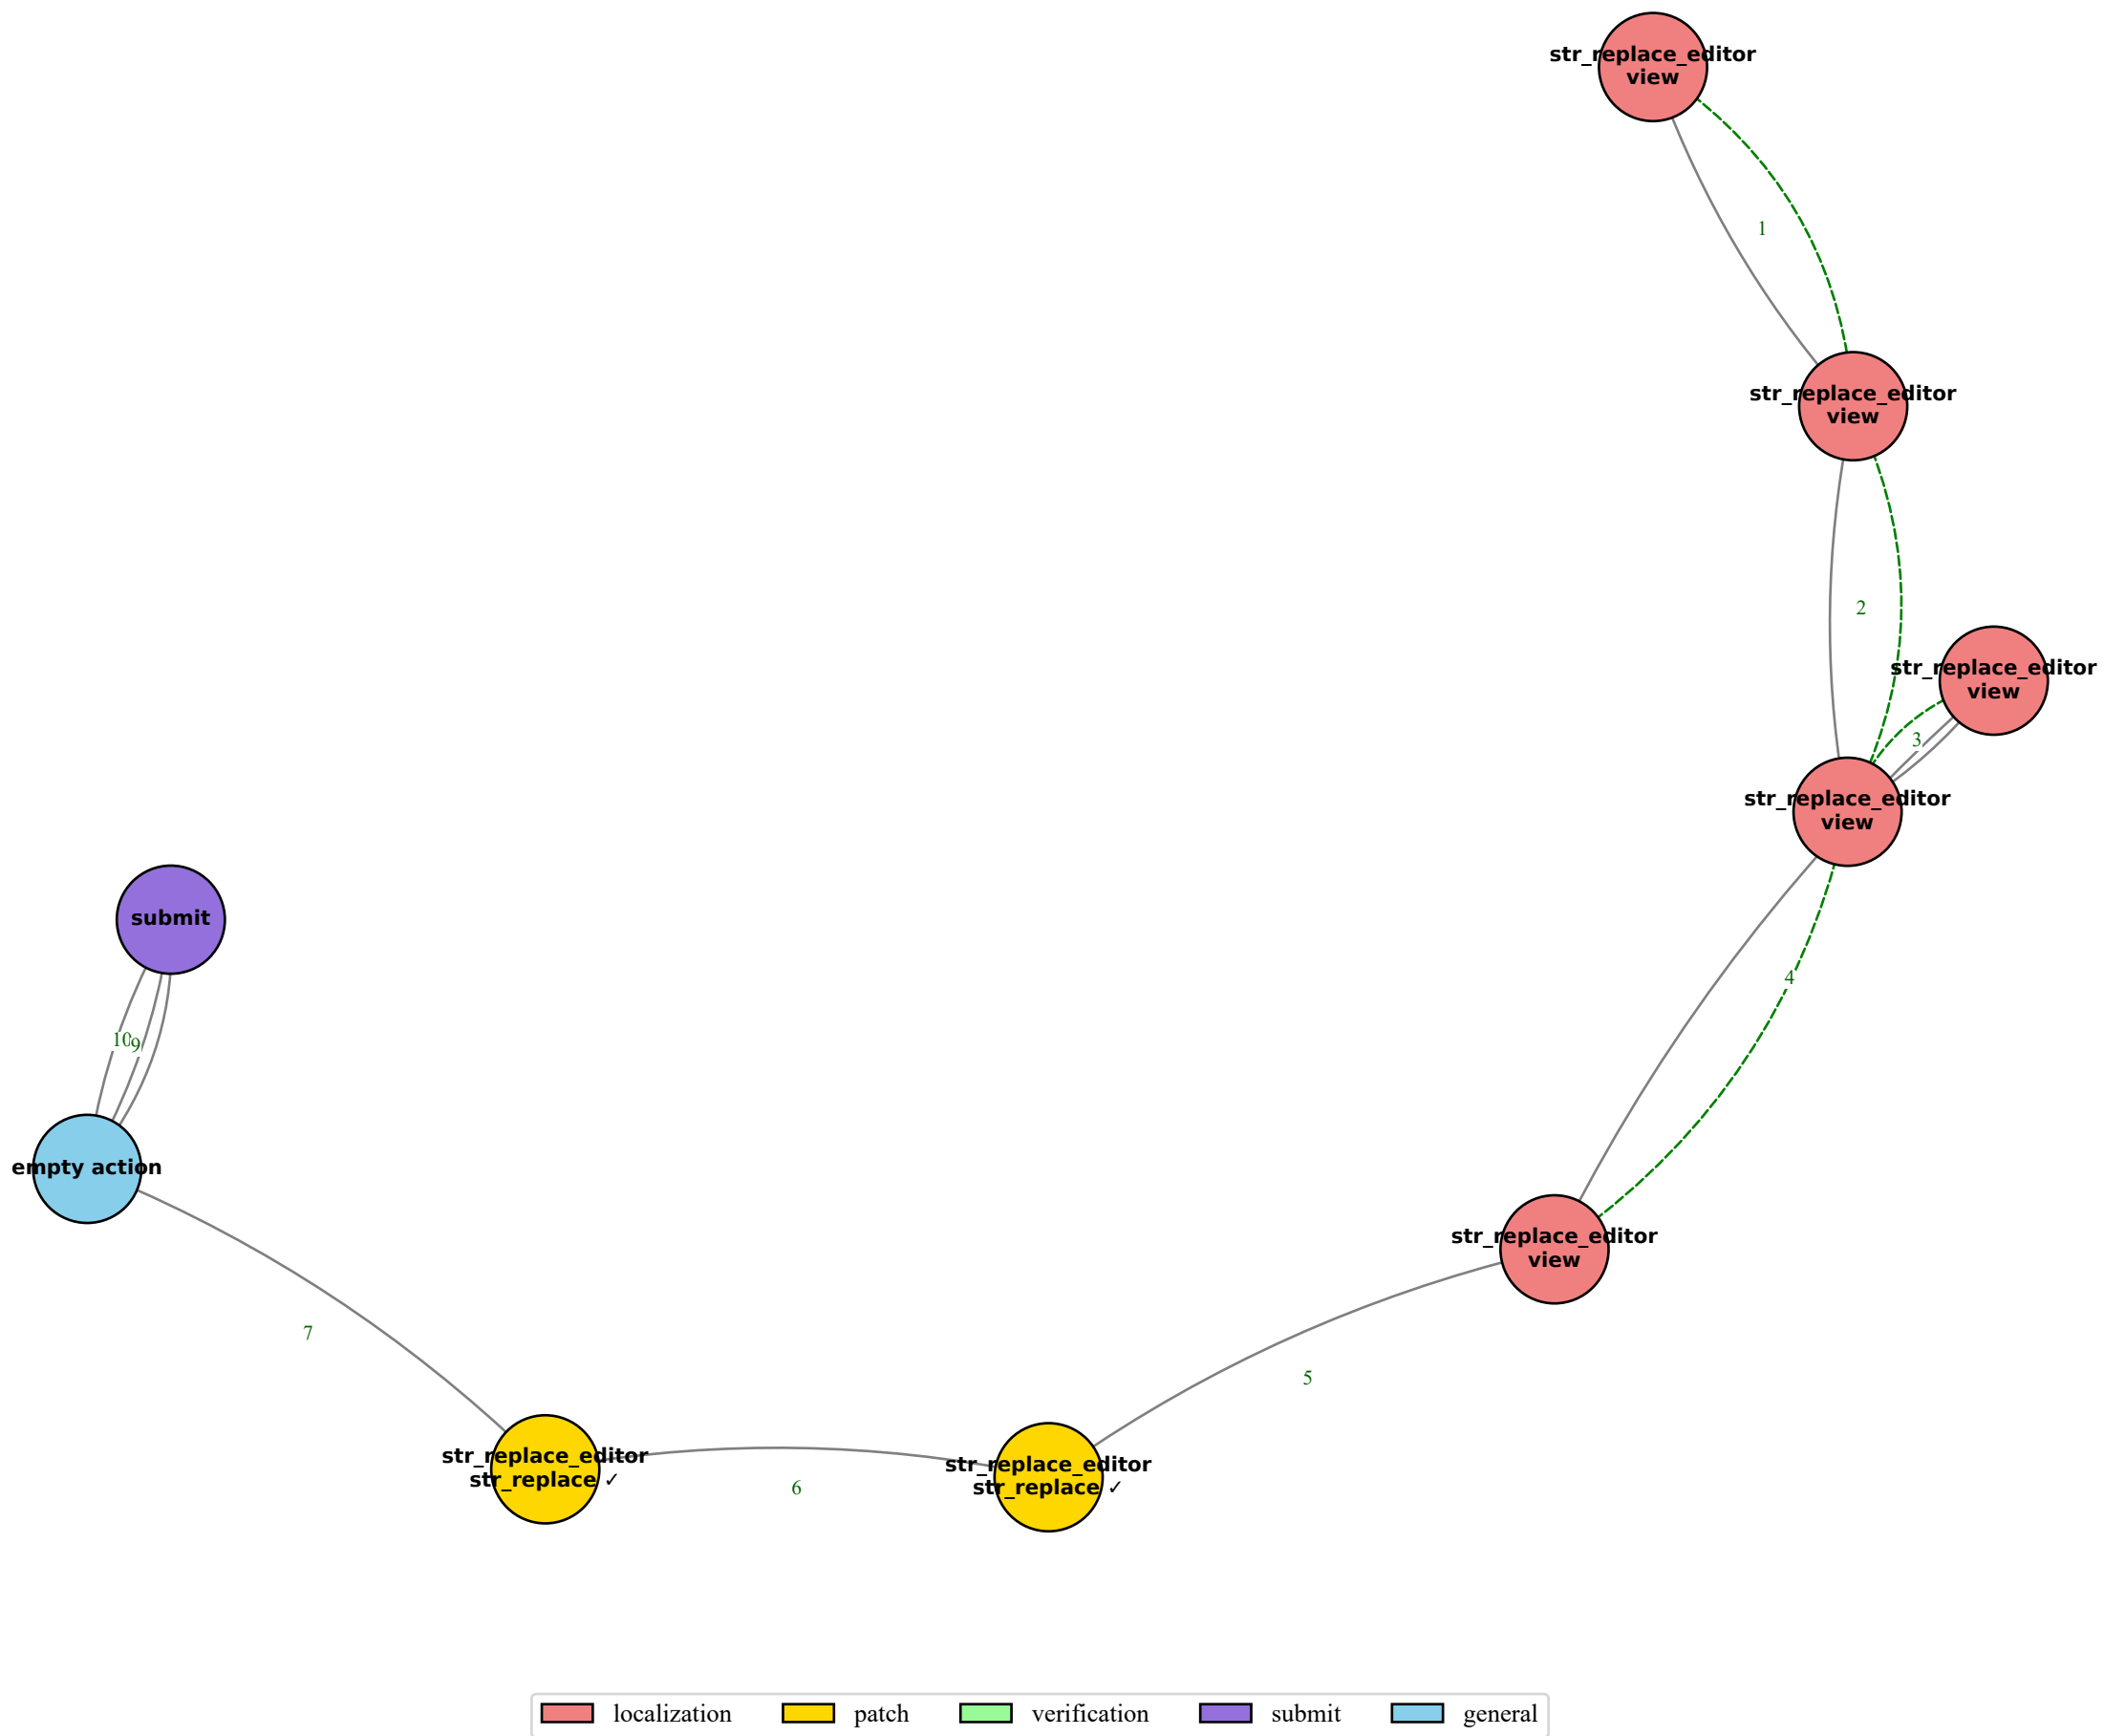 str_replace_editor
view
1
str_replace_editor
view
2
str_replace_editor
view
3
str_replace_editor
view
submit
4
10
9
empty action
str_replace_editor
view
7
5
str_replace_editor
str_replace ✓
6
str_replace_editor
str_replace ✓
localization
patch
verification
submit
general